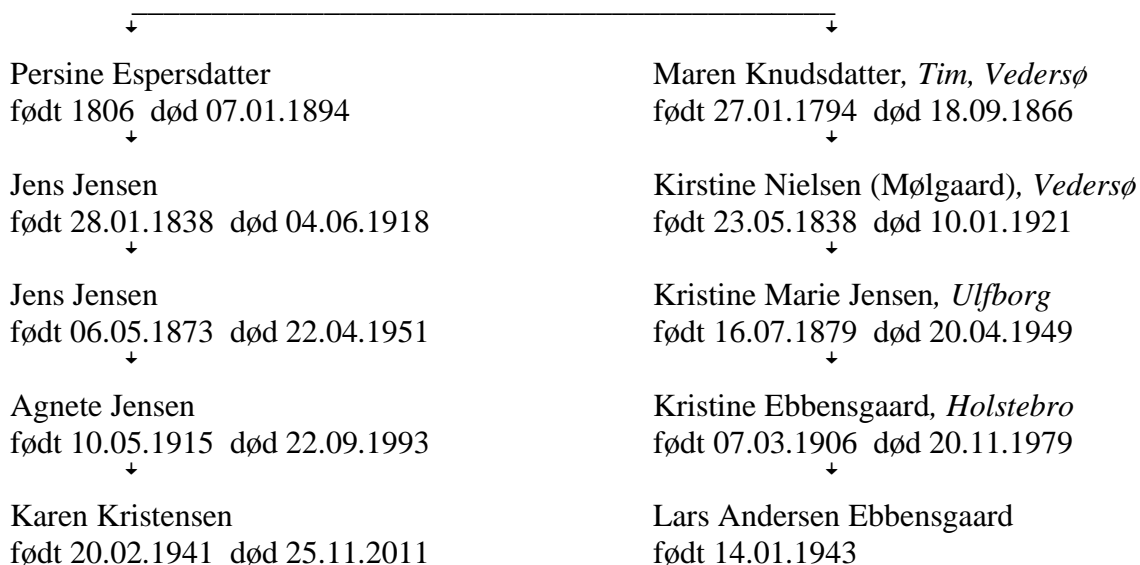 Persine Espersdatter
født 1806 død 07.01.1894
Jens Jensen
født 28.01.1838 død 04.06.1918
Jens Jensen
født 06.05.1873 død 22.04.1951
Agnete Jensen
født 10.05.1915 død 22.09.1993
Karen Kristensen
født 20.02.1941 død 25.11.2011
Maren Knudsdatter, Tim, Vedersø
født 27.01.1794 død 18.09.1866
Kirstine Nielsen (Mølgaard), Vedersø
født 23.05.1838 død 10.01.1921
Kristine Marie Jensen, Ulfborg
født 16.07.1879 død 20.04.1949
Kristine Ebbensgaard, Holstebro
født 07.03.1906 død 20.11.1979
Lars Andersen Ebbensgaard
født 14.01.1943